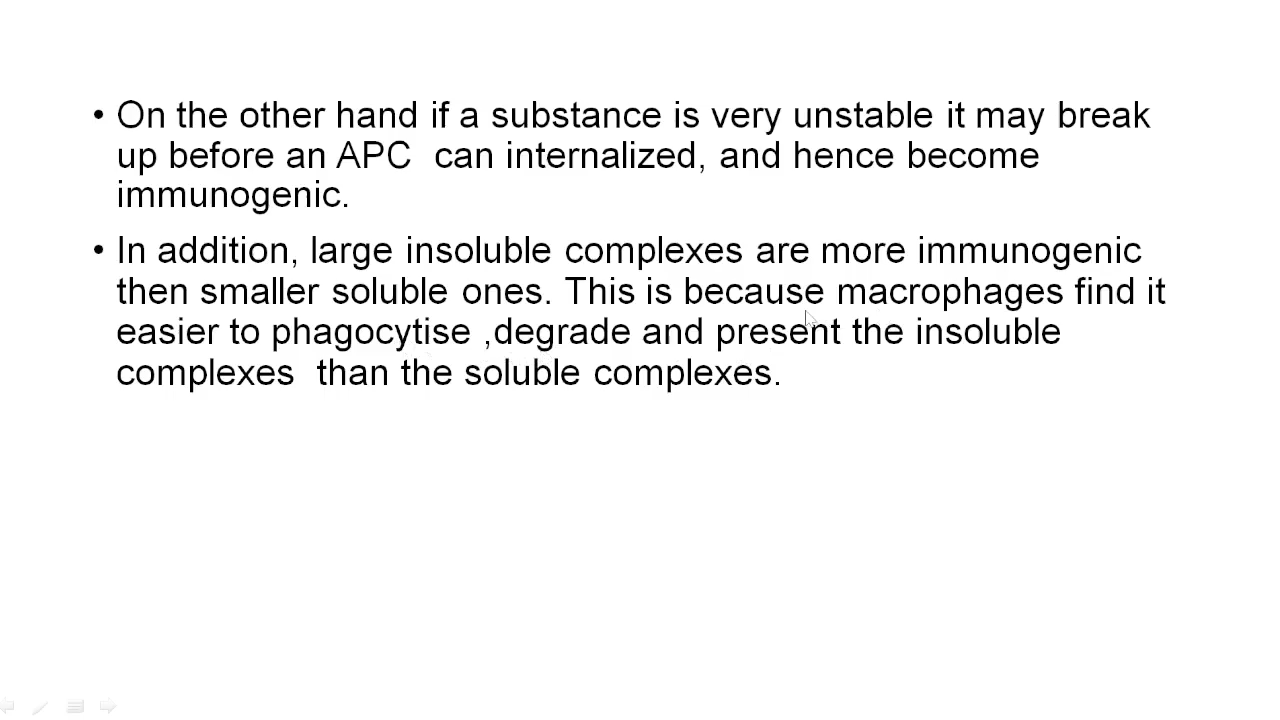 • On the other hand if a substance is very unstable it may break
up before an APC  can internalized, and hence become
immunogenic.
• In addition, large insoluble complexes are more immunogenic
then smaller soluble ones. This is because macrophages find it
easier to phagocytise ,degrade and present the insoluble
complexes  than the soluble complexes.